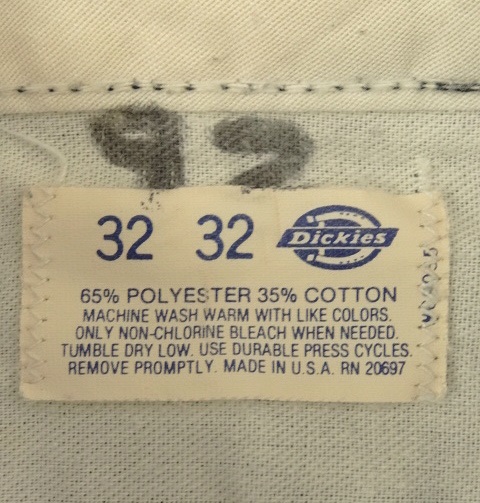 92
32 32 Dickies
65% POLYESTER 35% COTTON
MACHINE WASH WARM WITH LIKE COLORS.
ONLY NON-CHLORINE BLEACH WHEN NEEDED.
TUMBLE DRY LOW. USE DURABLE PRESS CYCLES.
REMOVE PROMPTLY. MADE IN U.S.A. RN 20697